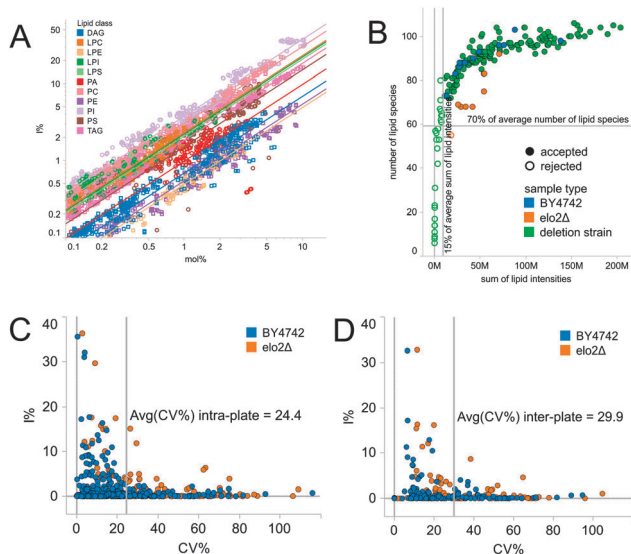 A
Lipid class
DAG
LPC
LPE
LPI
LPS
PA
PC
PE
PI
PS
TAG
50
20
10
5
2
1
0.5
0.2
0.1
I%
0.1
0.2
0.5
1
2
5
10
mol%
B
100
80
60
40
20
0
number of lipid species
70% of average number of lipid species
15% of average sum of lipid intensities
accepted
rejected
sample type
BY4742
elo2Δ
deletion strain
0M
50M
100M
150M
200M
sum of lipid intensities
C
BY4742
elo2Δ
40
30
20
10
0
I%
Avg(CV%) intra-plate = 24.4
0
20
40
60
80
100
CV%
D
BY4742
elo2Δ
40
30
20
10
0
I%
Avg(CV%) inter-plate = 29.9
0
20
40
60
80
100
CV%